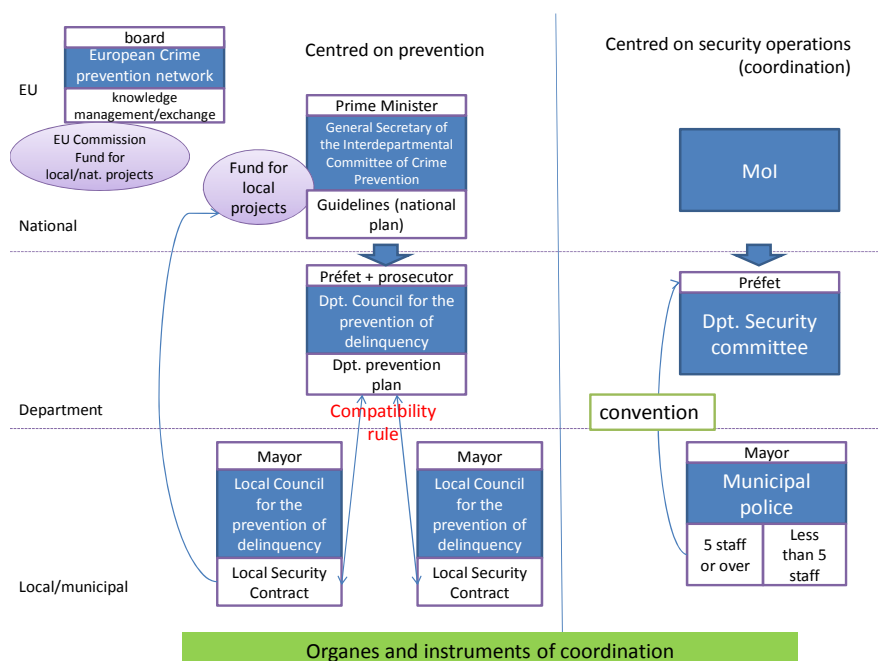 board
European Crime
prevention network
knowledge
management/exchange
EU
EU Commission
Fund for
local/nat. projects
Centred on prevention
Prime Minister
General Secretary of
the Interdepartmental
Committee of Crime
Prevention
Guidelines (national
plan)
Fund for
local
projects
National
Centred on security operations
(coordination)
MoI
Préfet + prosecutor
Dpt. Council for the
prevention of
delinquency
Dpt. prevention
plan
Compatibility
rule
Department
Préfet
Dpt. Security
committee
convention
Mayor
Local Council
for the
prevention of
delinquency
Local Security
Contract
Mayor
Local Council
for the
prevention of
delinquency
Local Security
Contract
Local/municipal
Mayor
Municipal
police
5 staff
or over
Less
than 5
staff
Organes and instruments of coordination